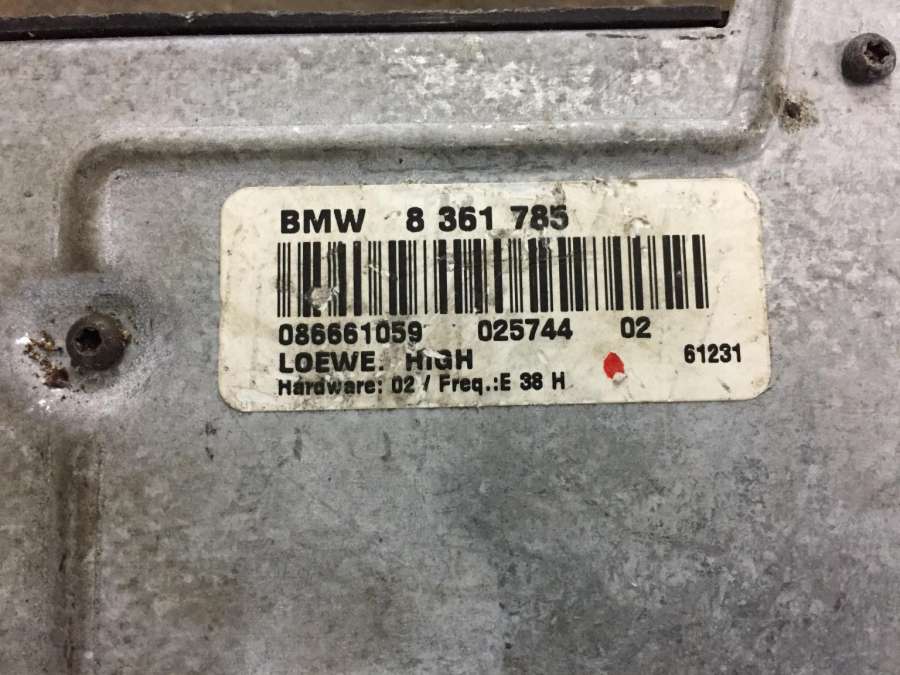 BMW 8 361 785
086661059 025744 02
LOEWE. HIGH 61231
Hardware: 02 / Freq.:E 38 H